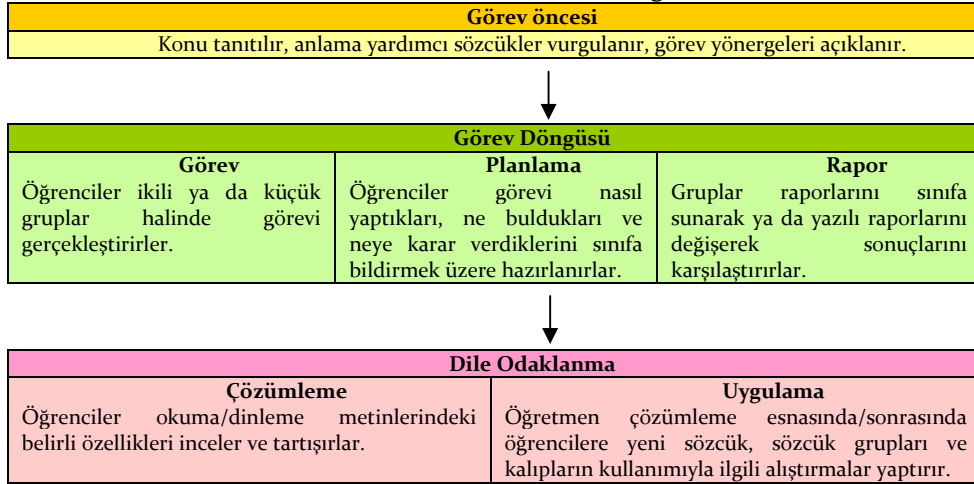 Görev öncesi
Konu tanıtılır, anlama yardımcı sözcükler vurgulanır, görev yönergeleri açıklanır.
Görev Döngüsü
Görev
Öğrenciler ikili ya da küçük
gruplar halinde görevi
gerçekleştirirler.
Planlama
Öğrenciler görevi nasıl
yaptıkları, ne buldukları ve
neye karar verdiklerini sınıfa
bildirmek üzere hazırlanırlar.
Rapor
Gruplar raporlarını sınıfa
sunarak ya da yazılı raporlarını
değişerek sonuçlarını
karşılaştırırlar.
Dile Odaklanma
Çözümleme
Öğrenciler okuma/dinleme metinlerindeki
belirli özellikleri inceler ve tartışırlar.
Uygulama
Öğretmen çözümleme esnasında/sonrasında
öğrencilere yeni sözcük, sözcük grupları ve
kalıpların kullanımıyla ilgili alıştırmalar yaptırır.